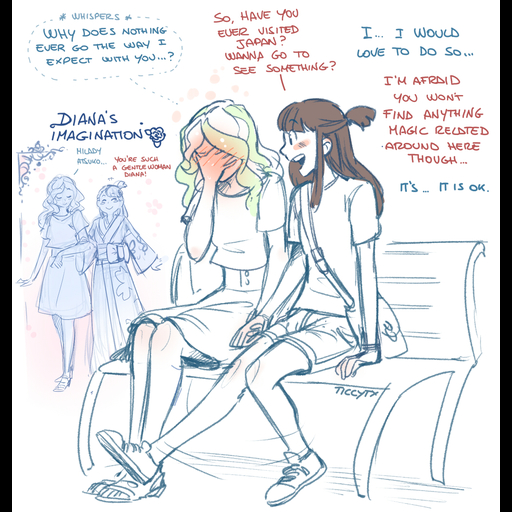 * WHISPERS *
WHY DOES NOTHING
EVER GO THE WAY I
EXPECT WITH YOU...?
SO, HAVE YOU
EVER VISITED
JAPAN?
WANNA GO TO
SEE SOMETHING?
I... I WOULD
LOVE TO DO SO...
I'M AFRAID
YOU WON'T
FIND ANYTHING
MAGIC RELATED
AROUND HERE
THOUGH...
IT'S... IT IS OK.
DIANA'S
IMAGINATION
MILADY
ATSUKO...
YOU'RE SUCH
A GENTLEWOMAN
DIANA!
TICCYTX